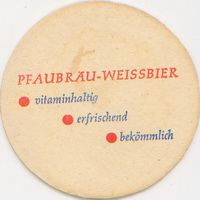 PFAUBRÄU-WEISSBIER
vitaminhaltig
erfrischend
bekömmlich